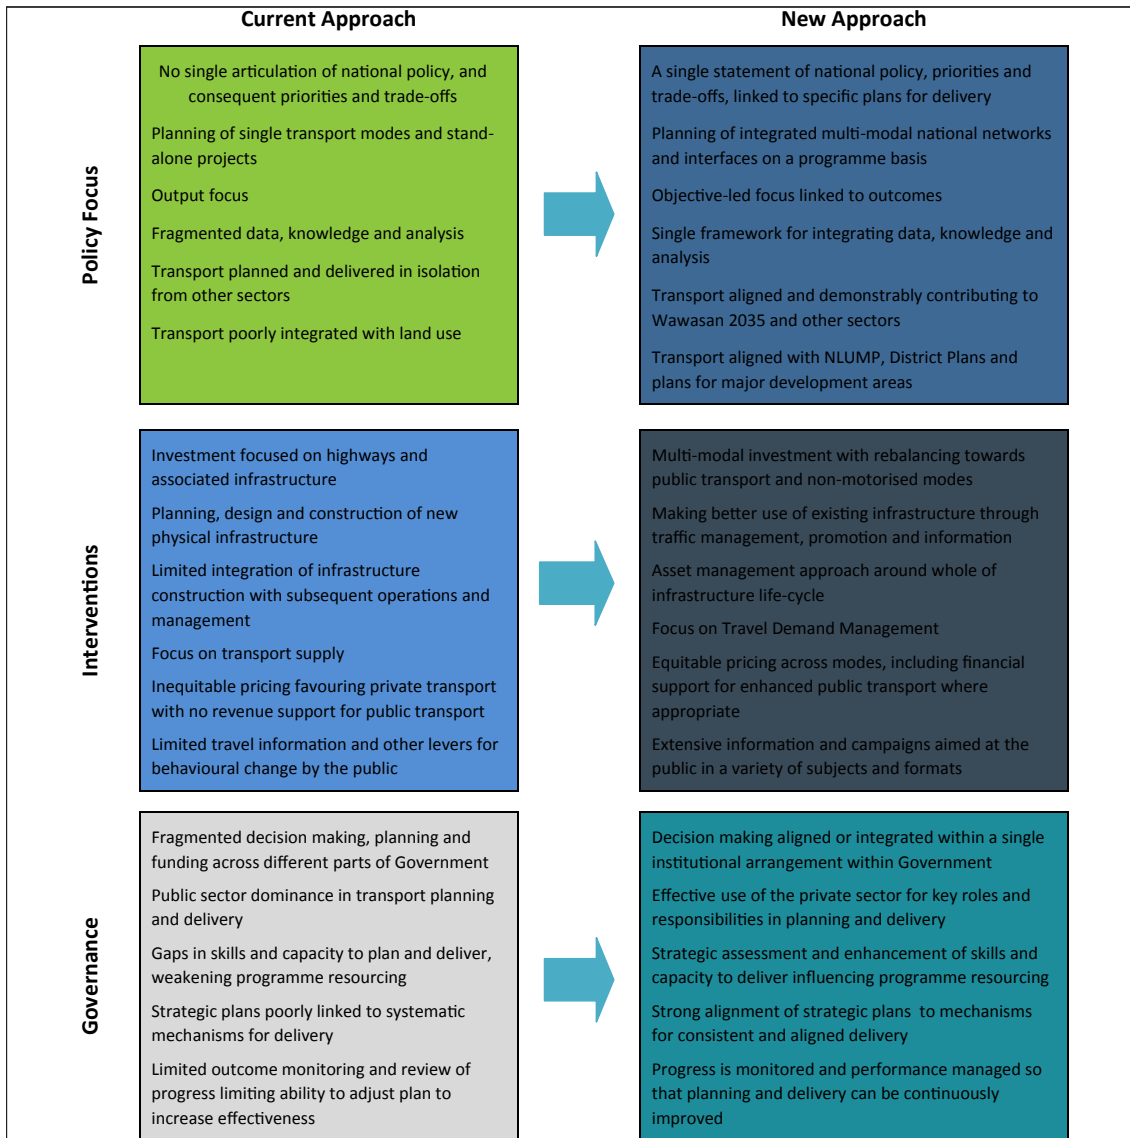 Current Approach
New Approach
Policy Focus
No single articulation of national policy, and
consequent priorities and trade-offs
Planning of single transport modes and stand-
alone projects
Output focus
Fragmented data, knowledge and analysis
Transport planned and delivered in isolation
from other sectors
Transport poorly integrated with land use
A single statement of national policy, priorities and
trade-offs, linked to specific plans for delivery
Planning of integrated multi-modal national networks
and interfaces on a programme basis
Objective-led focus linked to outcomes
Single framework for integrating data, knowledge and
analysis
Transport aligned and demonstrably contributing to
Wawasan 2035 and other sectors
Transport aligned with NLUMP, District Plans and
plans for major development areas
Interventions
Investment focused on highways and
associated infrastructure
Planning, design and construction of new
physical infrastructure
Limited integration of infrastructure
construction with subsequent operations and
management
Focus on transport supply
Inequitable pricing favouring private transport
with no revenue support for public transport
Limited travel information and other levers for
behavioural change by the public
Multi-modal investment with rebalancing towards
public transport and non-motorised modes
Making better use of existing infrastructure through
traffic management, promotion and information
Asset management approach around whole of
infrastructure life-cycle
Focus on Travel Demand Management
Equitable pricing across modes, including financial
support for enhanced public transport where
appropriate
Extensive information and campaigns aimed at the
public in a variety of subjects and formats
Governance
Fragmented decision making, planning and
funding across different parts of Government
Public sector dominance in transport planning
and delivery
Gaps in skills and capacity to plan and deliver,
weakening programme resourcing
Strategic plans poorly linked to systematic
mechanisms for delivery
Limited outcome monitoring and review of
progress limiting ability to adjust plan to
increase effectiveness
Decision making aligned or integrated within a single
institutional arrangement within Government
Effective use of the private sector for key roles and
responsibilities in planning and delivery
Strategic assessment and enhancement of skills and
capacity to deliver influencing programme resourcing
Strong alignment of strategic plans to mechanisms
for consistent and aligned delivery
Progress is monitored and performance managed so
that planning and delivery can be continuously
improved